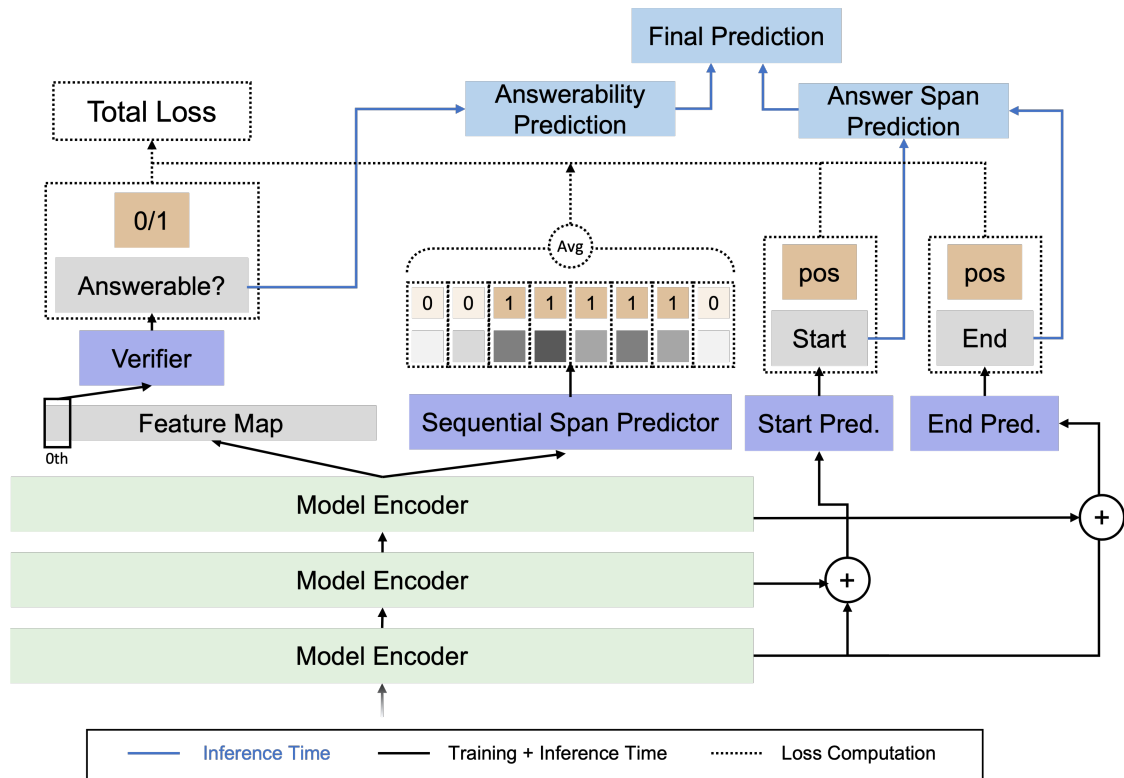 Final Prediction
Answerability
Prediction
Answer Span
Prediction
Total Loss
0/1
Answerable?
Avg
0 0 1 1 1 1 1 0
pos
Start
pos
End
Verifier
Feature Map
0th
Sequential Span Predictor
Start Pred.
End Pred.
Model Encoder
+
Model Encoder
+
Model Encoder
Inference Time
Training + Inference Time
Loss Computation